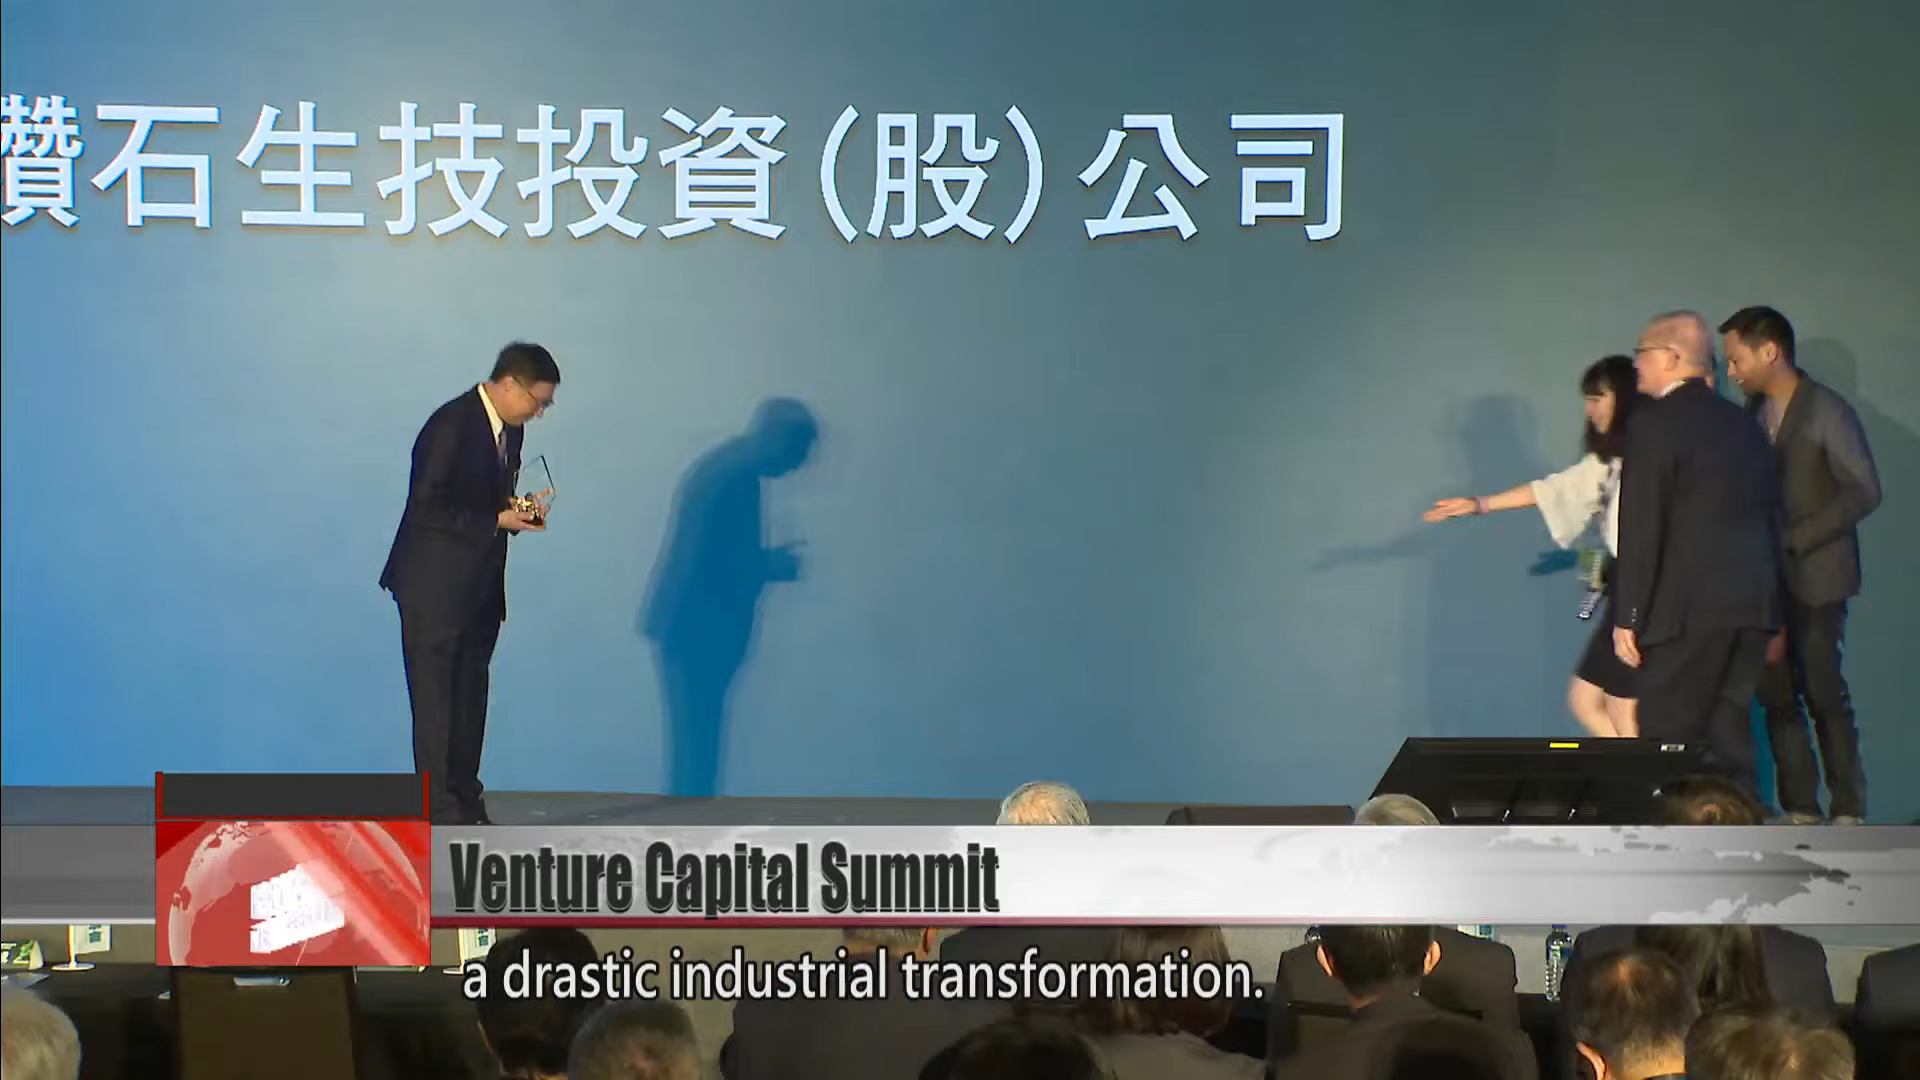 鑽石生技投資(股)公司
Venture Capital Summit
a drastic industrial transformation.